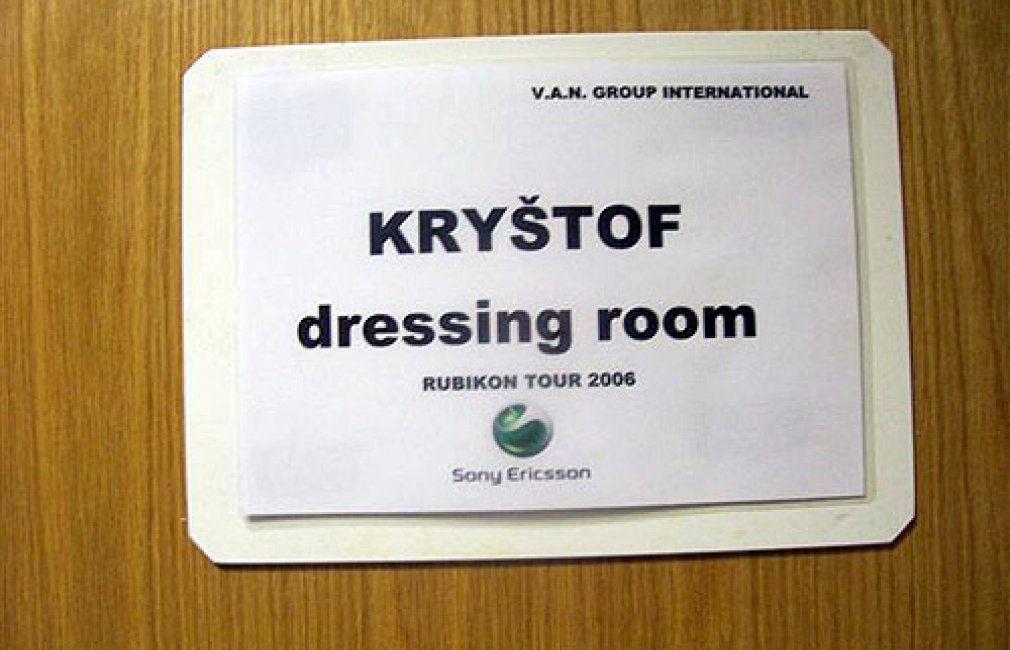 V.A.N. GROUP INTERNATIONAL
KRYŠTOF
dressing room
RUBIKON TOUR 2006
Sony Ericsson